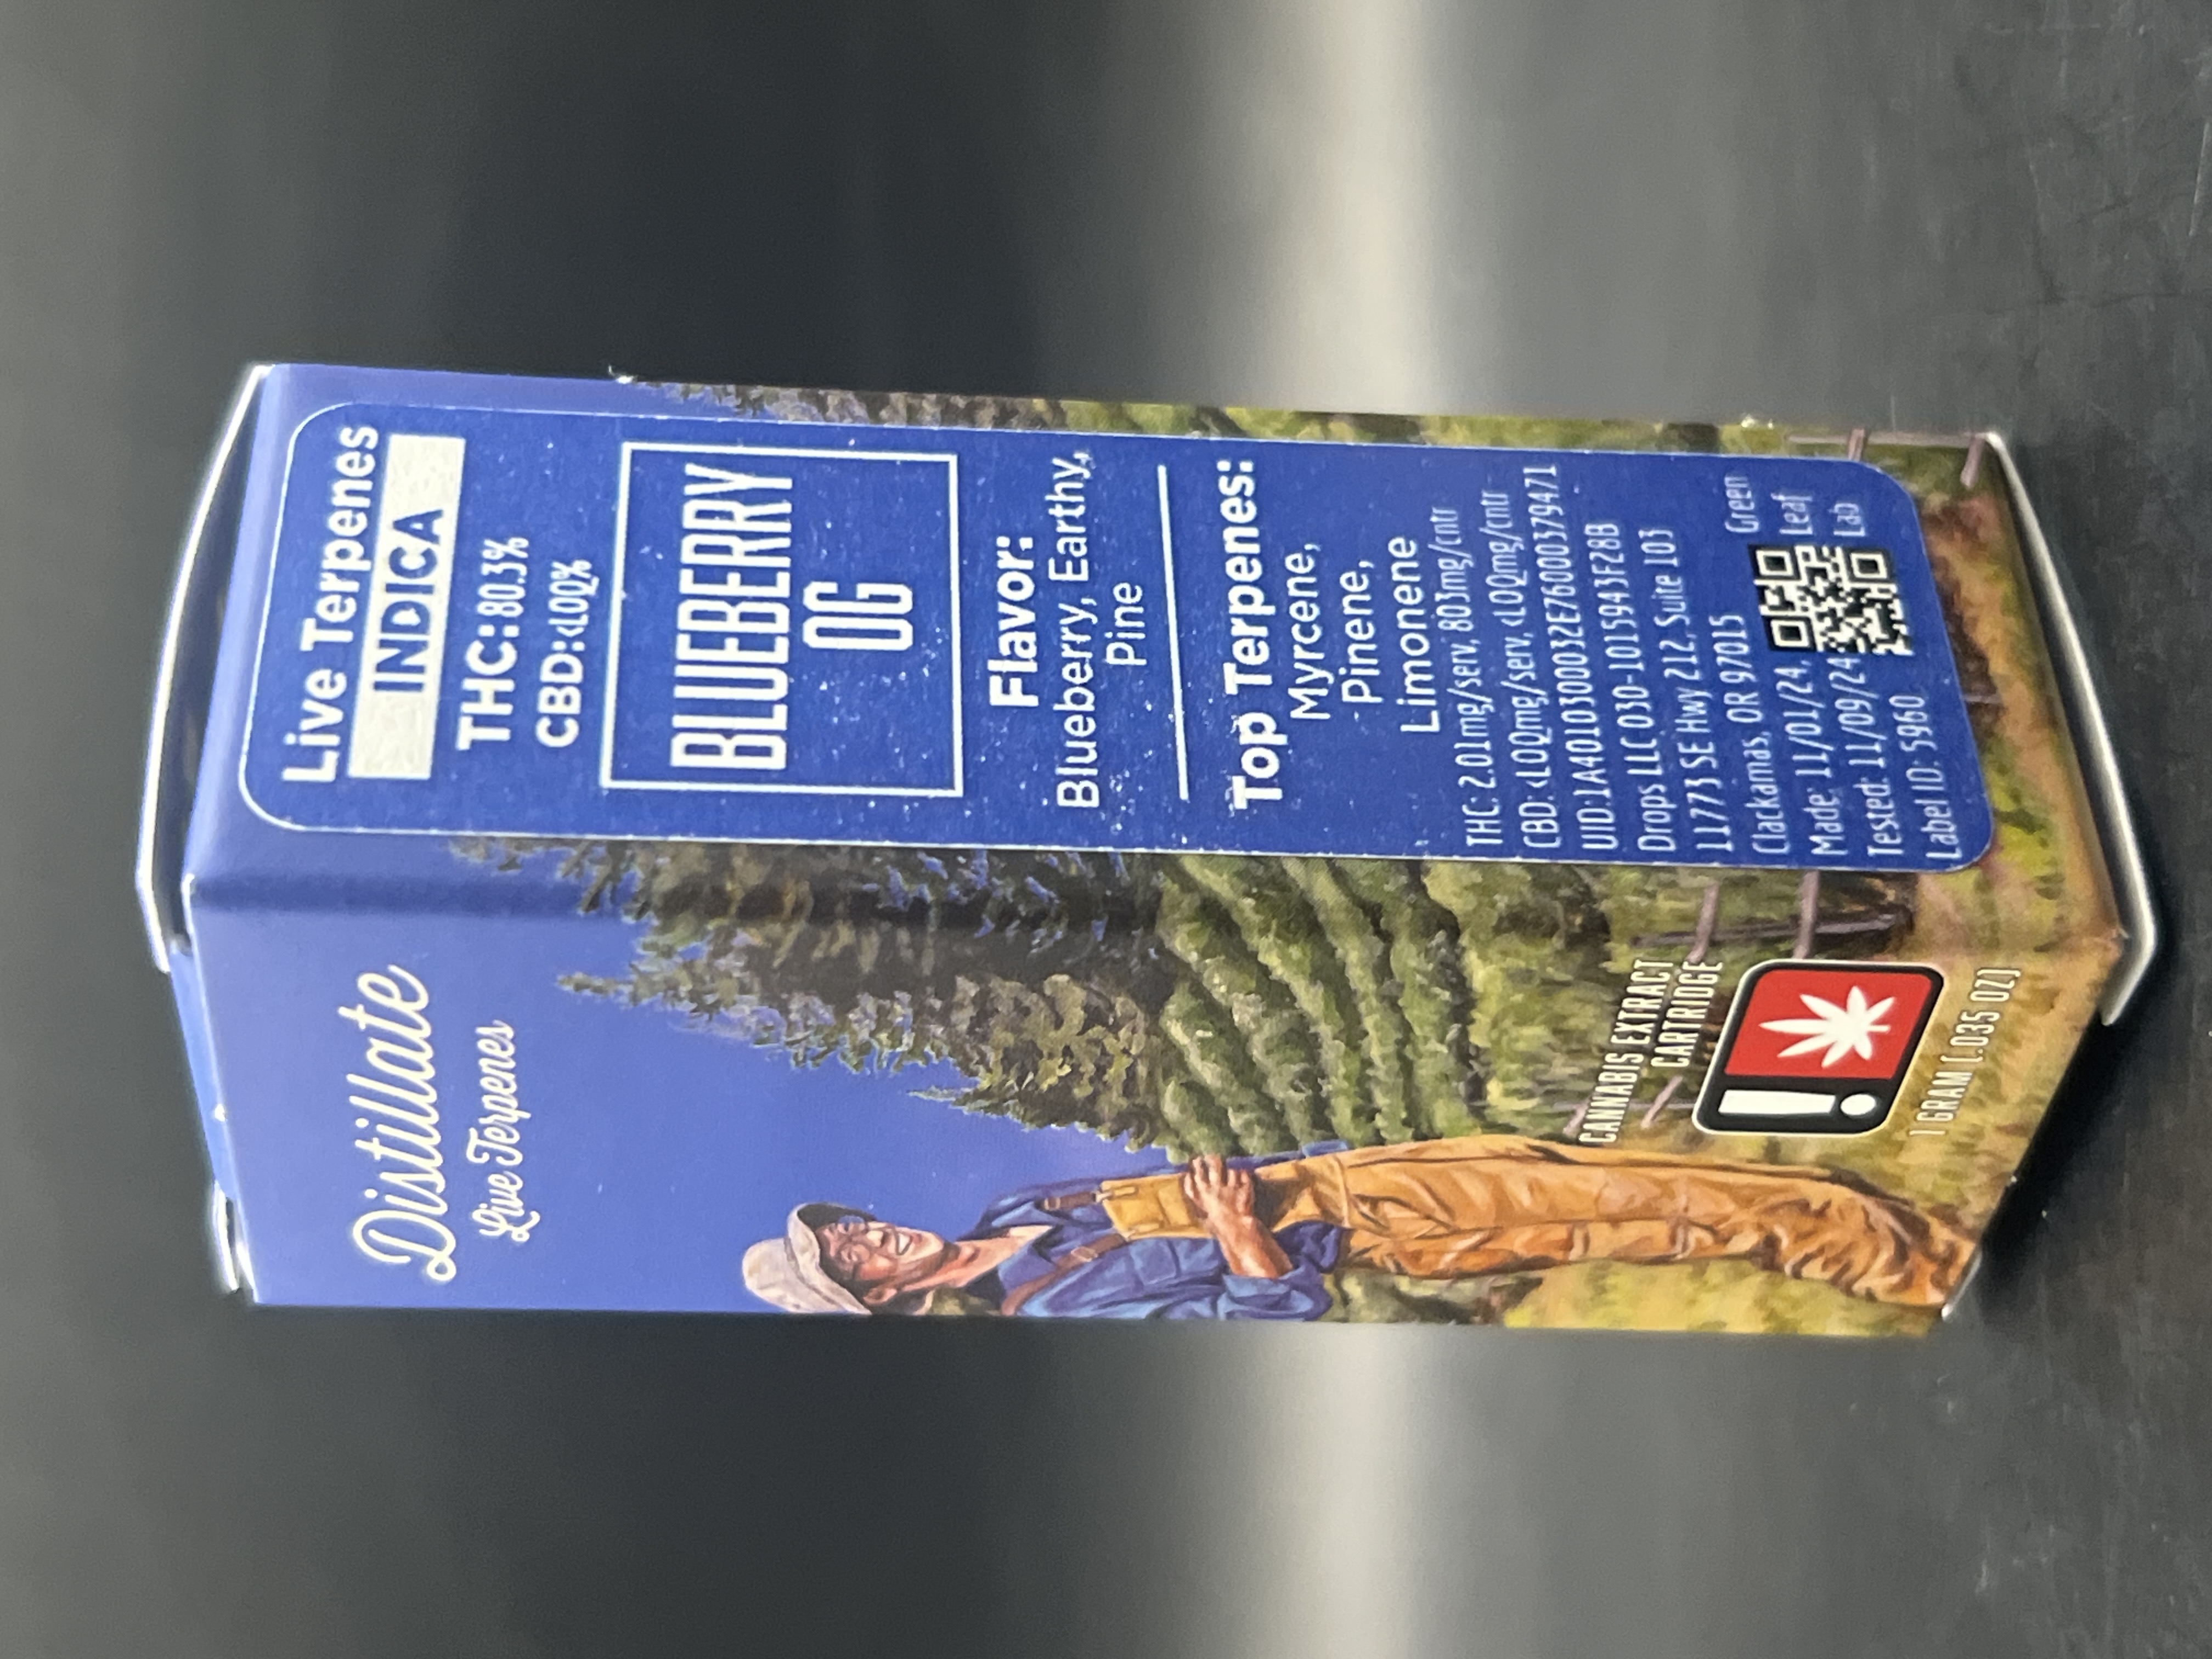 Distillate
Live Terpenes
CANNABIS EXTRACT
CARTRIDGE
1 GRAM (.035 OZ)
Live Terpenes
INDICA
THC: 80.3%
CBD: <LOQ%
BLUEBERRY
OG
Flavor:
Blueberry, Earthy,
Pine
Top Terpenes:
Myrcene,
Pinene,
Limonene
THC: 2.01mg/serv, 803mg/cntr
CBD: <LOQmg/serv, <LOQmg/cntr
UID:1A401030003 2E76000379471
Drops LLC 030-1015943F28B
11773 SE Hwy 212, Suite 103
Clackamas, OR 97015
Made: 11/01/24,
Tested: 11/09/24
Label ID: 5960
Green
Leaf
Lab